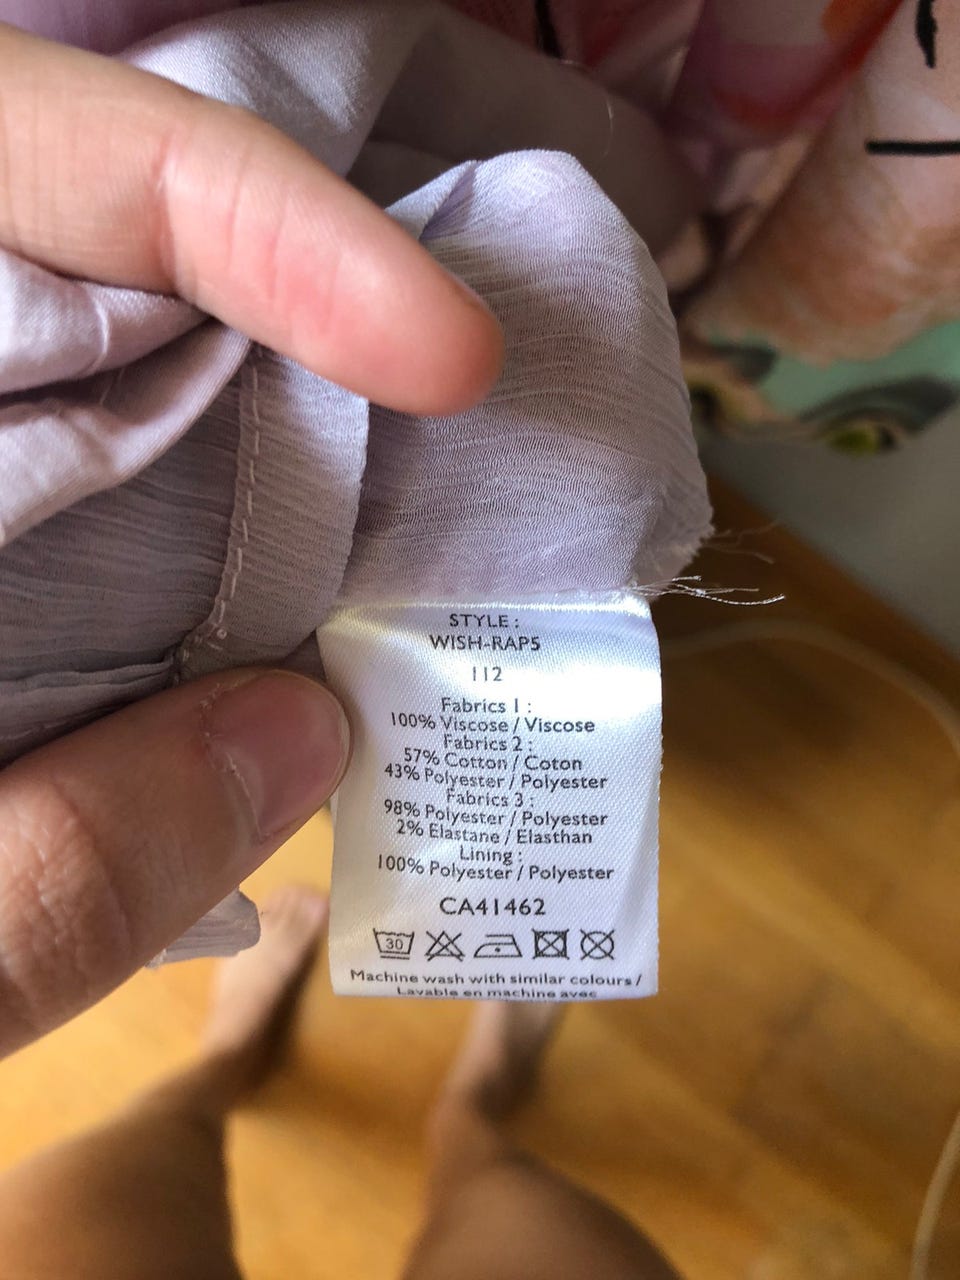 STYLE :
WISH-RAP5
112
Fabrics 1 :
100% Viscose / Viscose
Fabrics 2 :
57% Cotton / Coton
43% Polyester / Polyester
Fabrics 3 :
98% Polyester / Polyester
2% Elastane / Elasthan
Lining :
100% Polyester / Polyester
CA41462
30
Machine wash with similar colours /
Lavable en machine avec